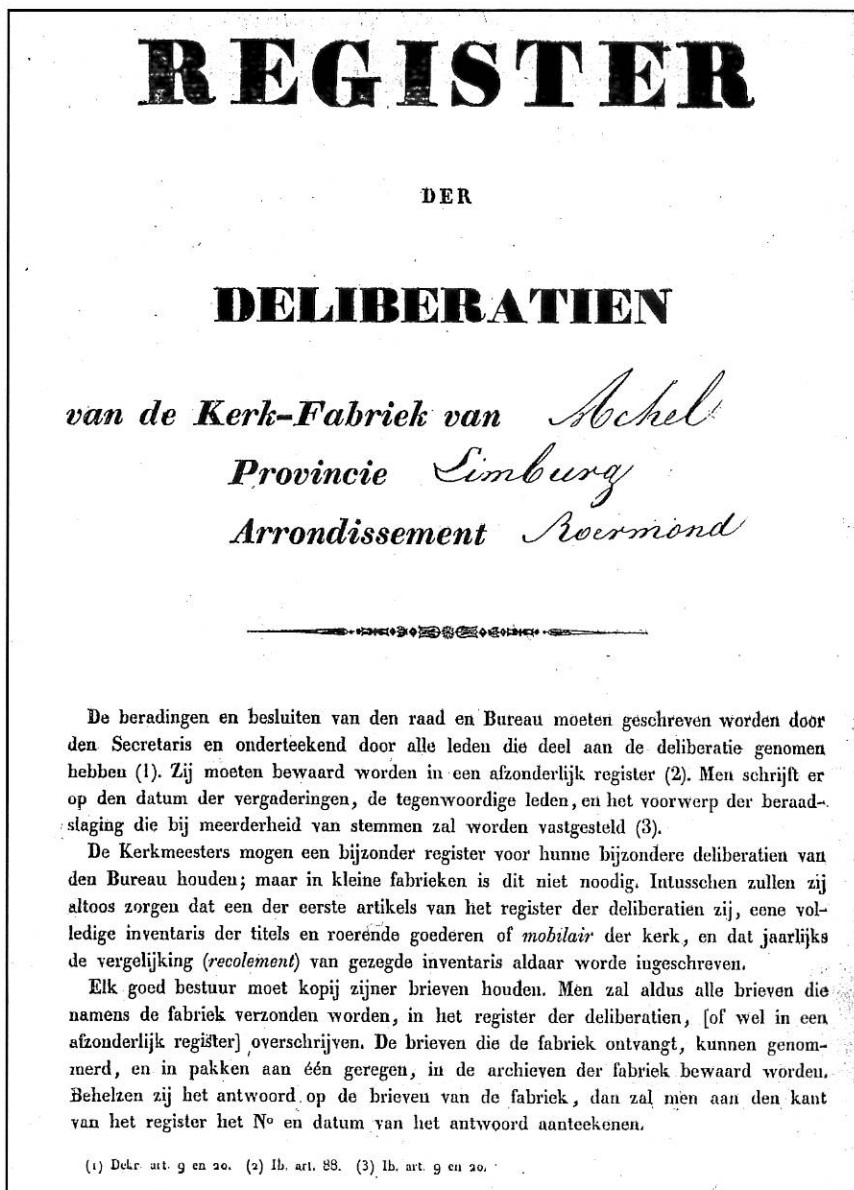 REGISTER
DER
DELIBERATIEN
van de Kerk-Fabriek van Achel
Provincie Limburg
Arrondissement Roermond
De beradingen en besluiten van den raad en Bureau moeten geschreven worden door
den Secretaris en onderteekend door alle leden die deel aan de deliberatie genomen
hebben (1). Zij moeten bewaard worden in een afzonderlijk register (2). Men schrijft er
op den datum der vergaderingen, de tegenwoordige leden, en het voorwerp der beraad-
slaging die bij meerderheid van stemmen zal worden vastgesteld (3).
De Kerkmeesters mogen een bijzonder register voor hunne bijzondere deliberatien van
den Bureau houden; maar in kleine fabrieken is dit niet noodig. Intusschen zullen zij
altoos zorgen dat een der eerste artikels van het register der deliberatien zij, eene vol-
ledige inventaris der titels en roerende goederen of mobilair der kerk, en dat jaarlijks
de vergelijking (recolement) van gezegde inventaris aldaar worde ingeschreven.
Elk goed bestuur moet kopij zijner brieven houden. Men zal aldus alle brieven die
namens de fabriek verzonden worden, in het register der deliberatien, [of wel in een
afzonderlijk register] overschrijven. De brieven die de fabriek ontvangt, kunnen genom-
merd, en in pakken aan één geregen, in de archieven der fabriek bewaard worden.
Behelzen zij het antwoord op de brieven van de fabriek, dan zal men aan den kant
van het register het No en datum van het antwoord aanteekenen.
(1) Dekr. art. 9 en 20. (2) Ib. art. 88. (3) Ib. art. 9 en 20.